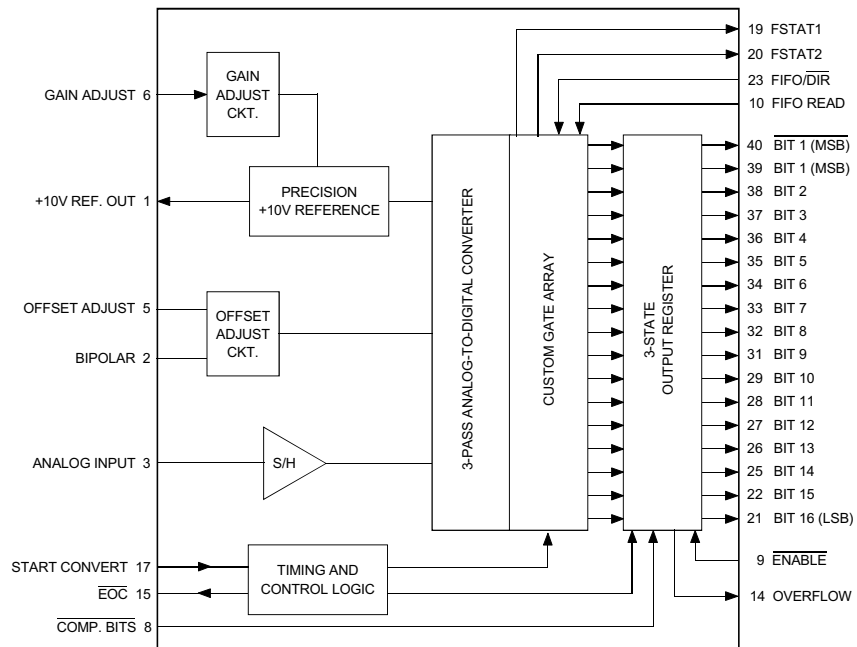 19 FSTAT1
20 FSTAT2
23 FIFO/DIR
10 FIFO READ
GAIN ADJUST 6
GAIN
ADJUST
CKT.
+10V REF. OUT 1
PRECISION
+10V REFERENCE
OFFSET ADJUST 5
BIPOLAR 2
OFFSET
ADJUST
CKT.
ANALOG INPUT 3
S/H
START CONVERT 17
EOC 15
COMP. BITS 8
TIMING AND
CONTROL LOGIC
3-PASS ANALOG-TO-DIGITAL CONVERTER
CUSTOM GATE ARRAY
3-STATE
OUTPUT REGISTER
40 BIT 1 (MSB)
39 BIT 1 (MSB)
38 BIT 2
37 BIT 3
36 BIT 4
35 BIT 5
34 BIT 6
33 BIT 7
32 BIT 8
31 BIT 9
29 BIT 10
28 BIT 11
27 BIT 12
26 BIT 13
25 BIT 14
22 BIT 15
21 BIT 16 (LSB)
9 ENABLE
14 OVERFLOW